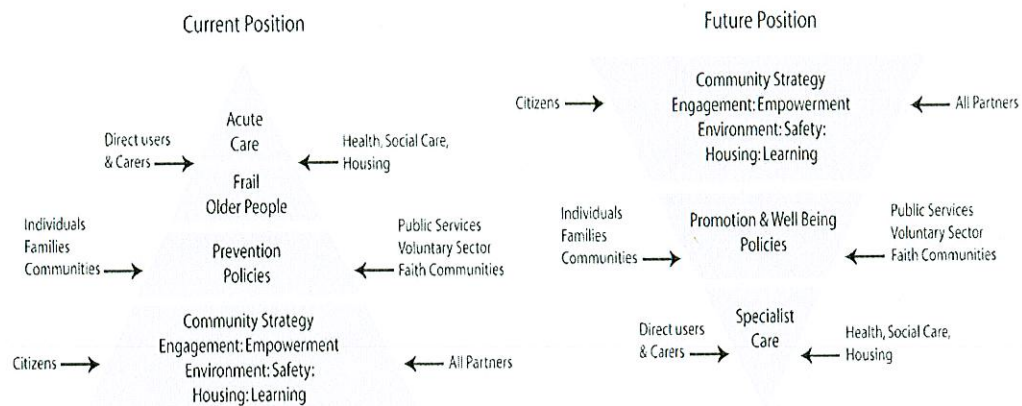 Current Position
Acute
Care
Direct users
& Carers
Health, Social Care,
Housing
Frail
Older People
Individuals
Families
Communities
Prevention
Policies
Public Services
Voluntary Sector
Faith Communities
Citizens
Community Strategy
Engagement: Empowerment
Environment: Safety:
Housing: Learning
All Partners
Future Position
Citizens
Community Strategy
Engagement: Empowerment
Environment: Safety:
Housing: Learning
All Partners
Individuals
Families
Communities
Promotion & Well Being
Policies
Public Services
Voluntary Sector
Faith Communities
Direct users
& Carers
Specialist
Care
Health, Social Care,
Housing